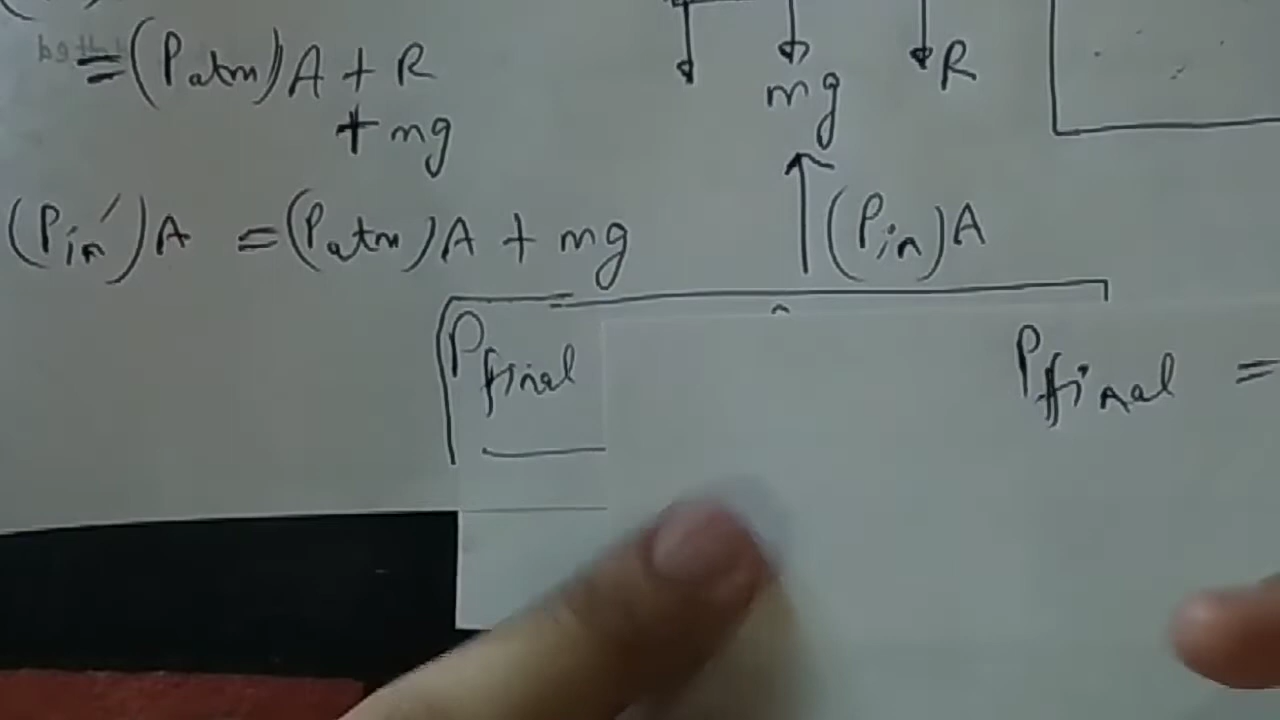 = (Patm)A + R
+ mg
mg
R
(Pin')A = (Patm)A + mg
(Pin)A
Pfinal
Pfinal =